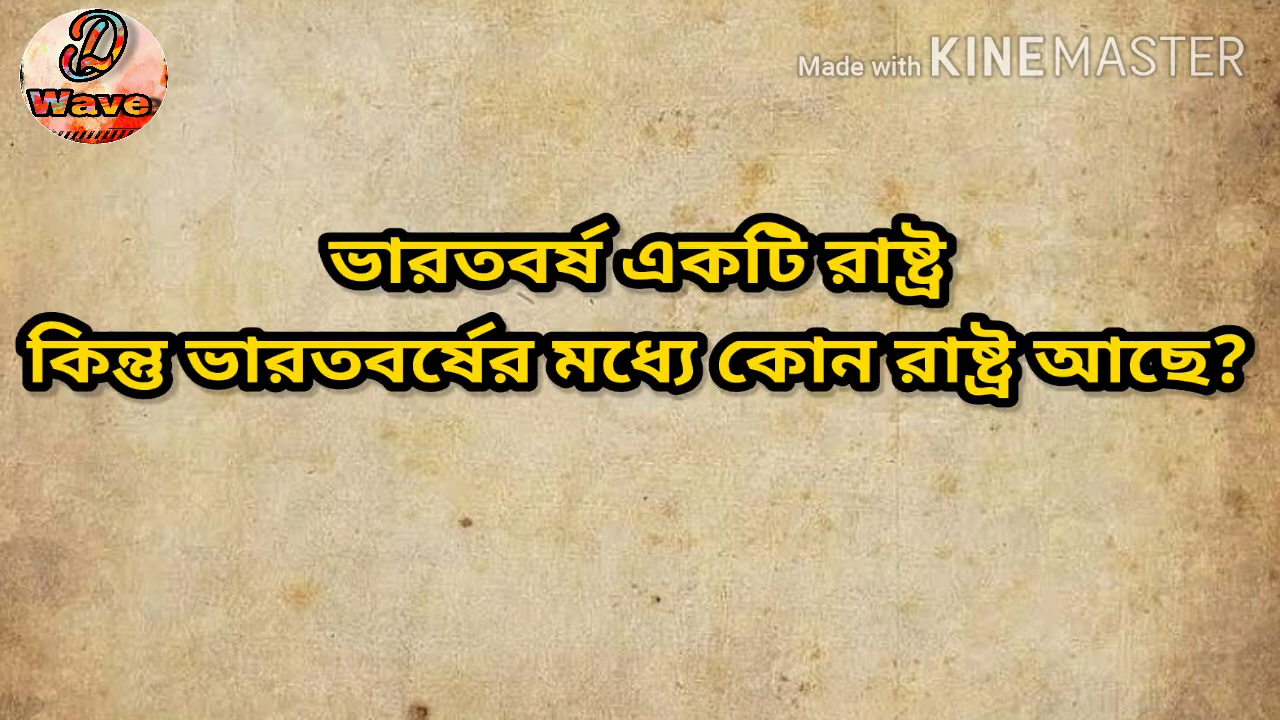 D
Wave
Made with KINEMASTER
ভারতবর্ষ একটি রাষ্ট্র
কিন্তু ভারতবর্ষের মধ্যে কোন রাষ্ট্র আছে?